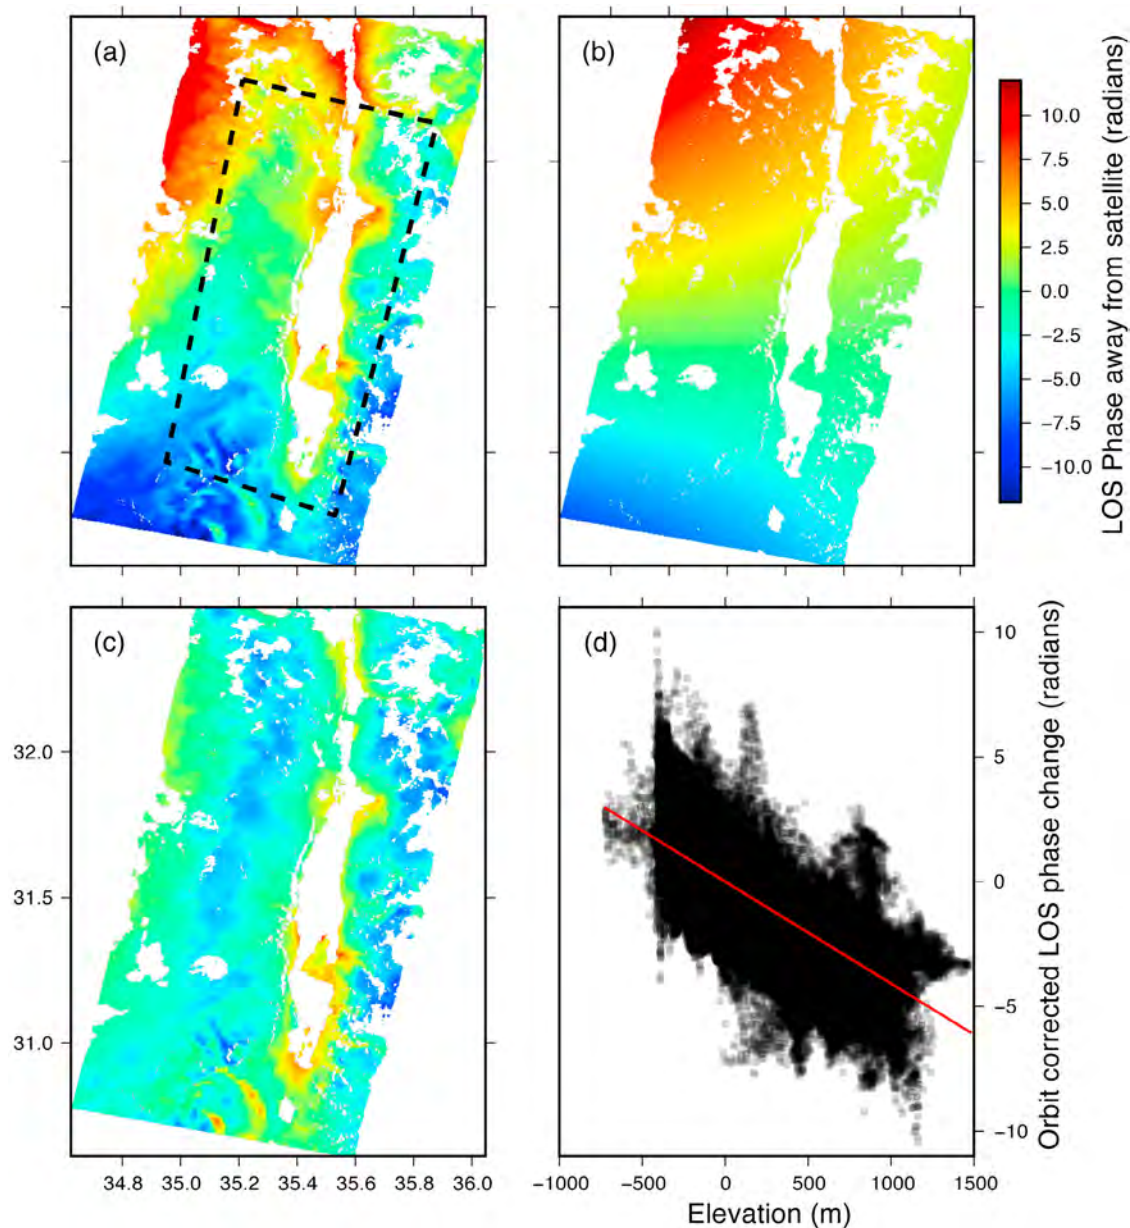 (a)
(b)
10.0
7.5
5.0
2.5
0.0
−2.5
−5.0
−7.5
−10.0
LOS Phase away from satellite (radians)
(c)
32.0
31.5
31.0
34.8 35.0 35.2 35.4 35.6 35.8 36.0
(d)
10
5
0
−5
−10
Orbit corrected LOS phase change (radians)
−1000 −500 0 500 1000 1500
Elevation (m)